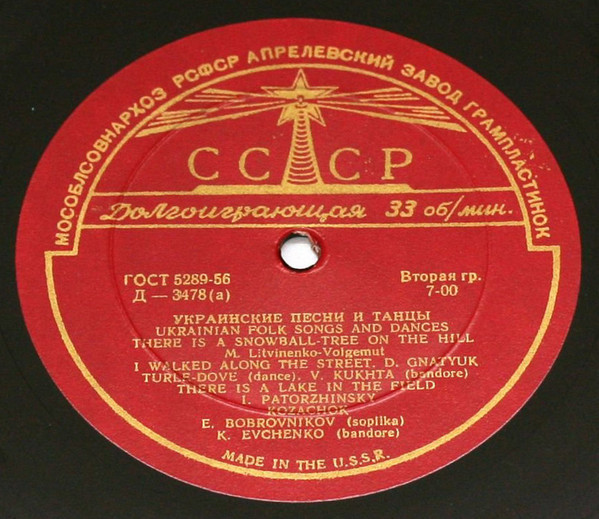 МОСОБЛСОВНАРХОЗ РСФСР АПРЕЛЕВСКИЙ ЗАВОД ГРАМПЛАСТИНОК
СССР
Долгоиграющая 33 об/мин.
ГОСТ 5289-56
Д — 3478 (а)
Вторая гр.
7-00
УКРАИНСКИЕ ПЕСНИ И ТАНЦЫ
UKRAINIAN FOLK SONGS AND DANCES
THERE IS A SNOWBALL-TREE ON THE HILL
M. Litvinenko-Volgemut
I WALKED ALONG THE STREET. D. GNATYUK
TURLE-DOVE (dance). V. KUKHTA (bandore)
THERE IS A LAKE IN THE FIELD
I. PATORZHINSKY
KOZACHOK
E. BOBROVNIKOV (soplika)
K. EVCHENKO (bandore)
MADE IN THE U.S.S.R.